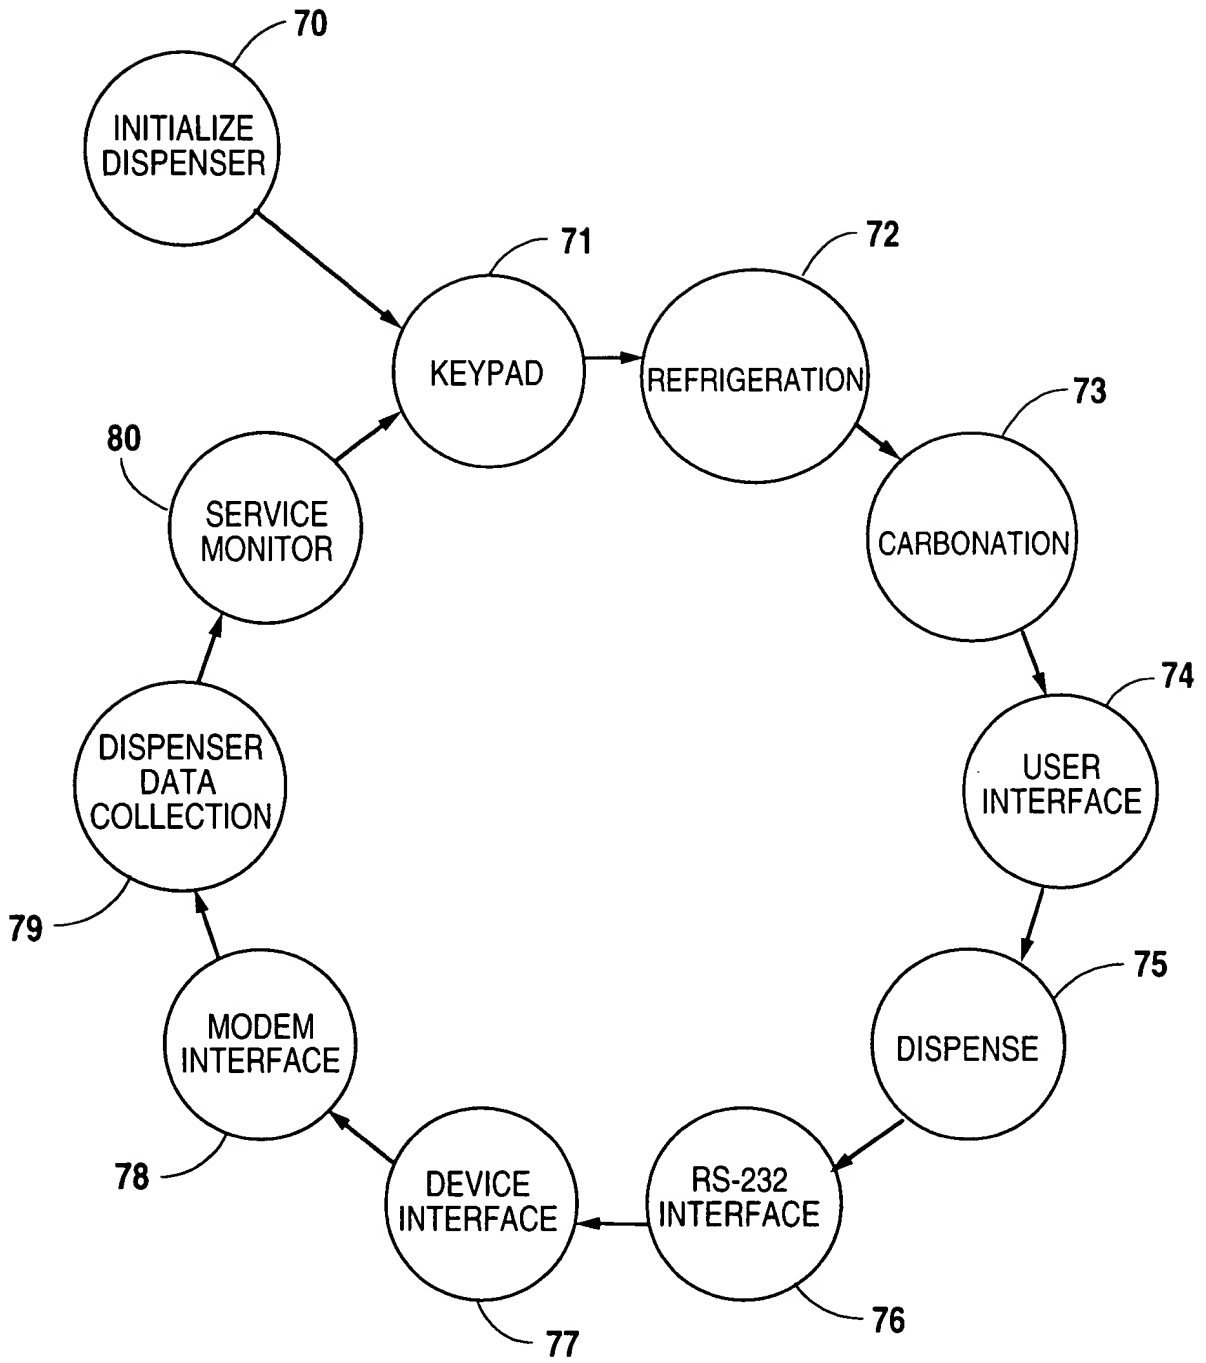 70
INITIALIZE
DISPENSER
71
KEYPAD
72
REFRIGERATION
73
CARBONATION
74
USER
INTERFACE
75
DISPENSE
76
RS-232
INTERFACE
77
DEVICE
INTERFACE
78
MODEM
INTERFACE
79
DISPENSER
DATA
COLLECTION
80
SERVICE
MONITOR